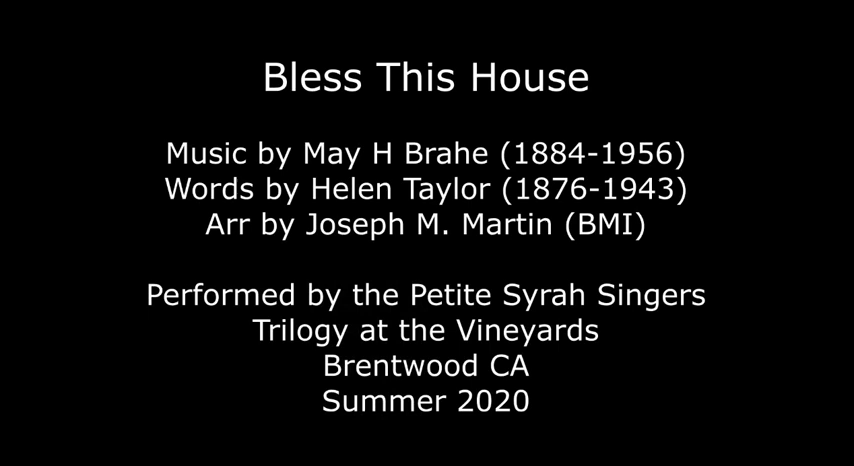 Bless This House
Music by May H Brahe (1884-1956)
Words by Helen Taylor (1876-1943)
Arr by Joseph M. Martin (BMI)
Performed by the Petite Syrah Singers
Trilogy at the Vineyards
Brentwood CA
Summer 2020